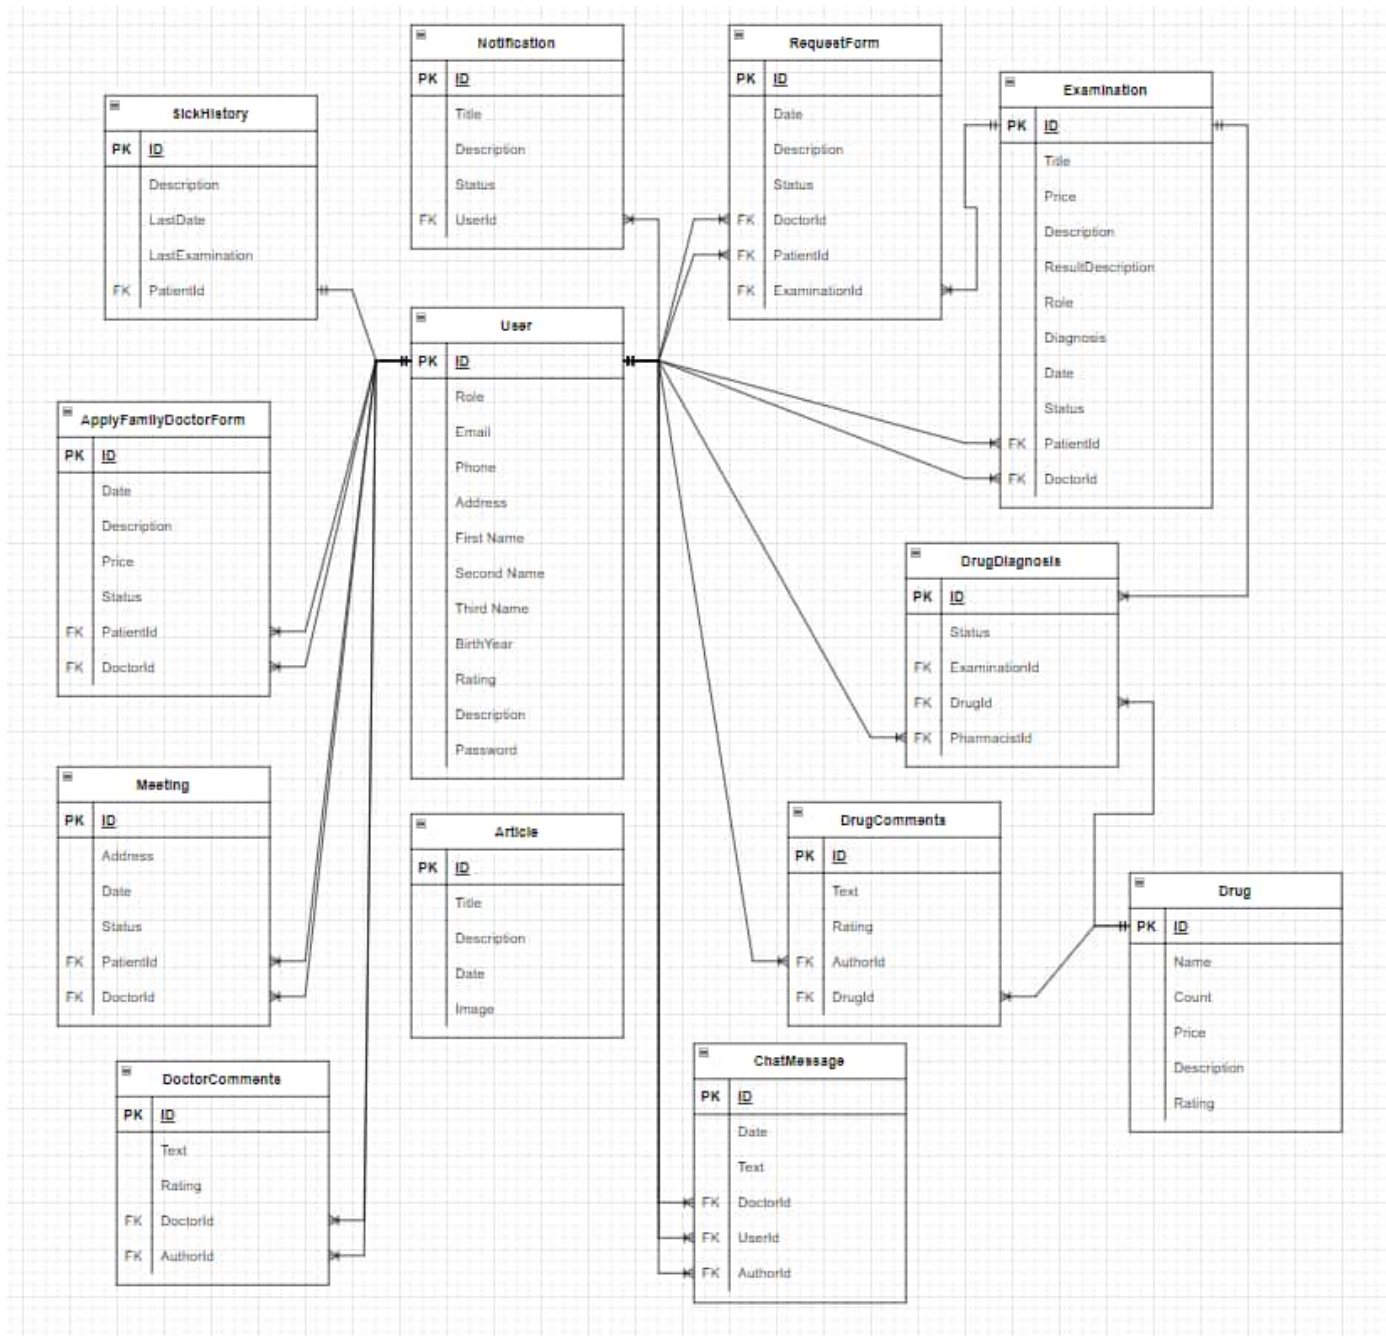 Notification
PK ID
Title
Description
Status
FK UserId
RequestForm
PK ID
Date
Description
Status
FK DoctorId
FK PatientId
FK ExaminationId
Examination
PK ID
Title
Price
Description
ResultDescription
Role
Diagnosis
Date
Status
FK PatientId
FK DoctorId
SickHistory
PK ID
Description
LastDate
LastExamination
FK PatientId
User
PK ID
Role
Email
Phone
Address
First Name
Second Name
Third Name
BirthYear
Rating
Description
Password
ApplyFamilyDoctorForm
PK ID
Date
Description
Price
Status
FK PatientId
FK DoctorId
DrugDiagnosis
PK ID
Status
FK ExaminationId
FK DrugId
FK PharmacistId
Meeting
PK ID
Address
Date
Status
FK PatientId
FK DoctorId
Article
PK ID
Title
Description
Date
Image
DrugComments
PK ID
Text
Rating
FK AuthorId
FK DrugId
Drug
PK ID
Name
Count
Price
Description
Rating
DoctorComments
PK ID
Text
Rating
FK DoctorId
FK AuthorId
ChatMessage
PK ID
Date
Text
FK DoctorId
FK UserId
FK AuthorId